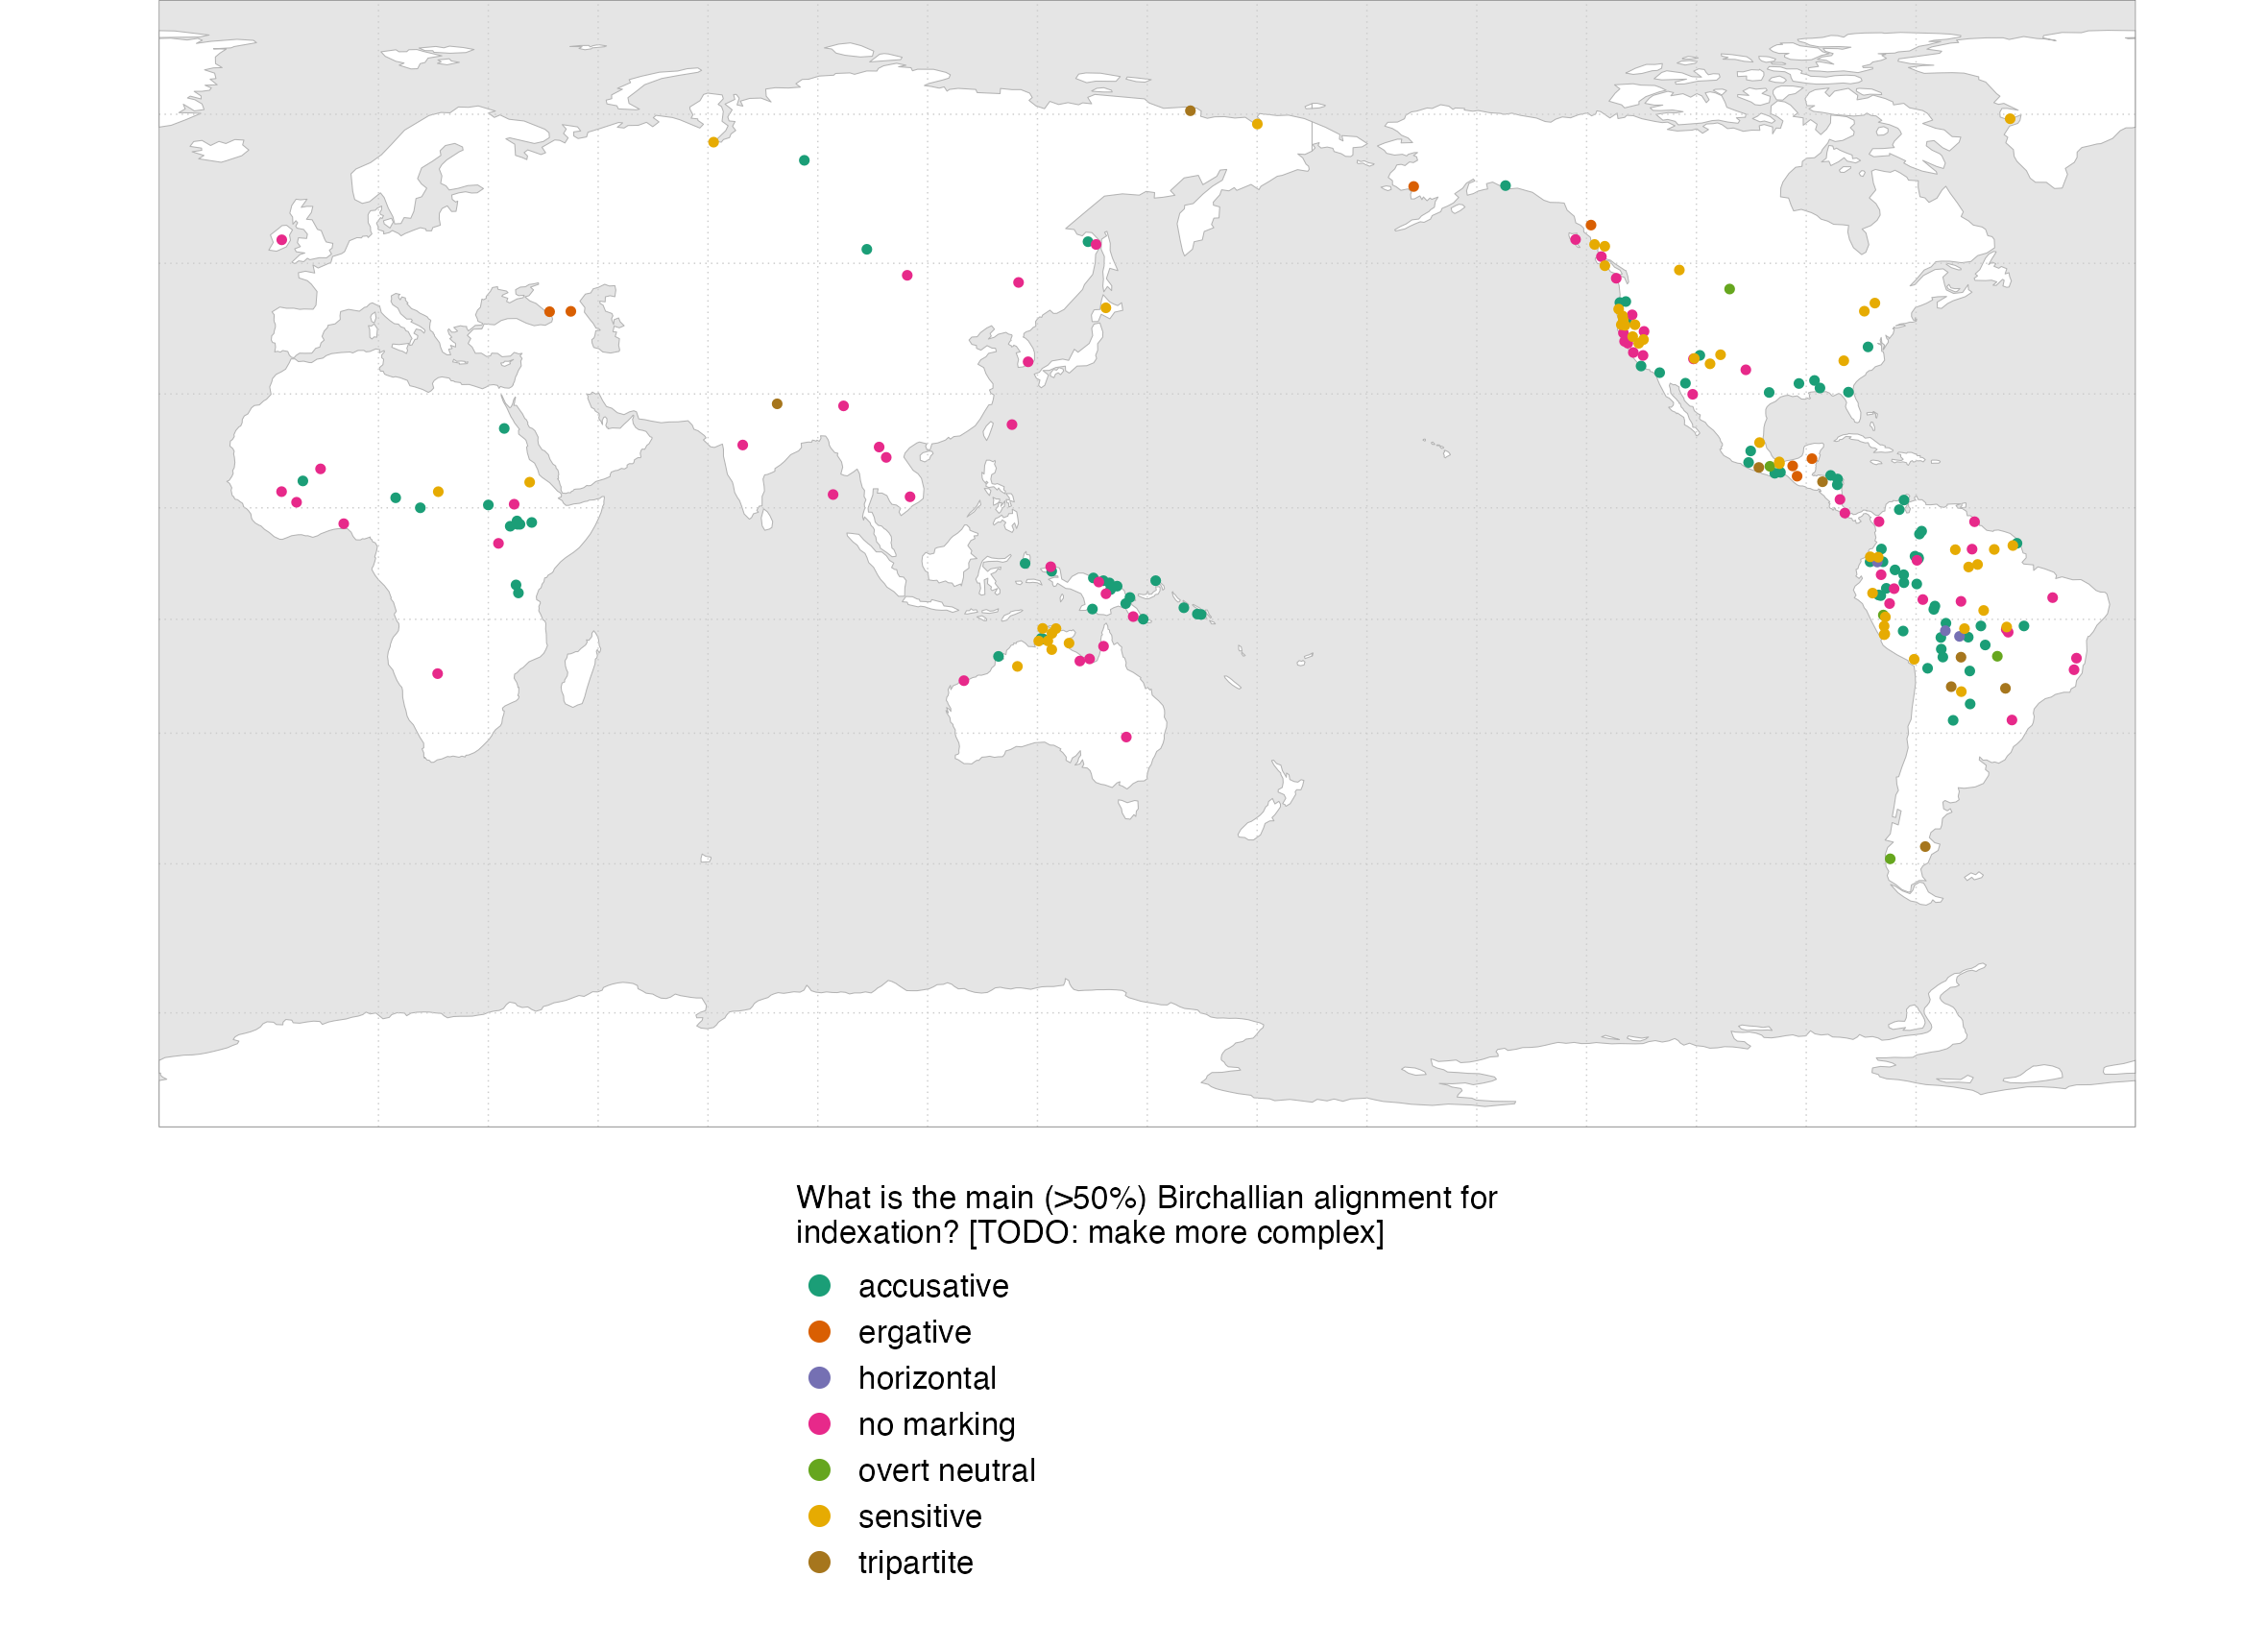 What is the main (>50%) Birchallian alignment for
indexation? [TODO: make more complex]
accusative
ergative
horizontal
no marking
overt neutral
sensitive
tripartite